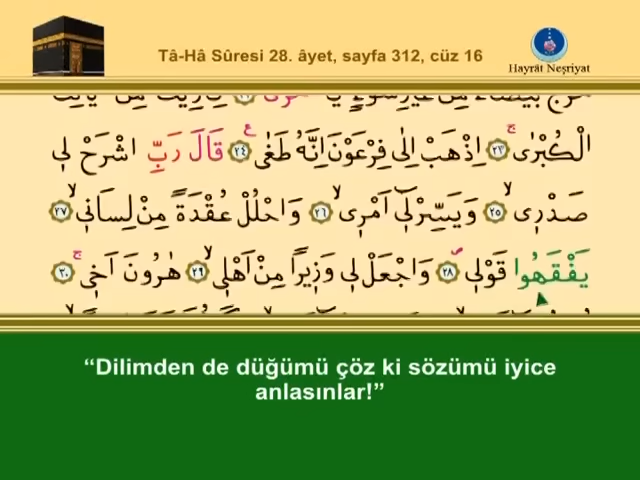 Tâ-Hâ Sûresi 28. âyet, sayfa 312, cüz 16
Hayrât Neşriyat
الْكُبْرٰىۚ ﴿٢٣﴾ اِذْهَبْ اِلٰى فِرْعَوْنَ اِنَّهُ طَغٰىࣖ ﴿٢٤﴾ قَالَ رَبِّ اشْرَحْ ل۪ي
صَدْر۪يۙ ﴿٢٥﴾ وَيَسِّرْل۪ٓي اَمْر۪يۙ ﴿٢٦﴾ وَاحْلُلْ عُقْدَةً مِنْ لِسَان۪يۙ ﴿٢٧﴾
يَفْقَهُوا قَوْل۪يۖ ﴿٢٨﴾ وَاجْعَلْ ل۪ي وَز۪يراً مِنْ اَهْل۪يۙ ﴿٢٩﴾ هٰرُونَ اَخ۪يۚ ﴿٣٠﴾
“Dilimden de düğümü çöz ki sözümü iyice
anlasınlar!”